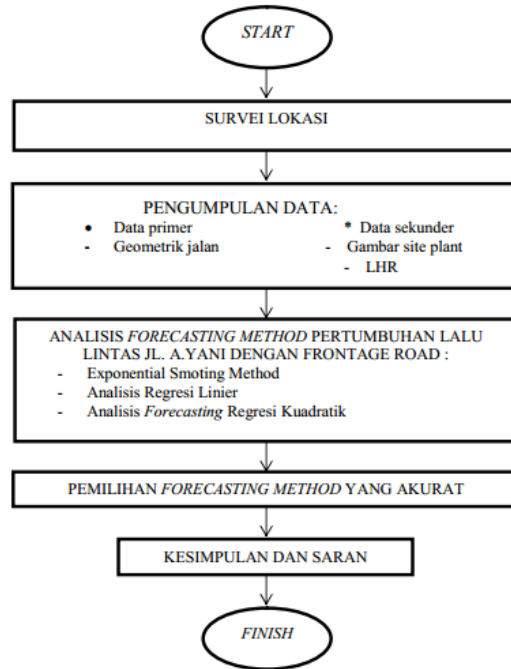 START
SURVEI LOKASI
PENGUMPULAN DATA:
• Data primer * Data sekunder
- Geometrik jalan - Gambar site plant
- LHR
ANALISIS FORECASTING METHOD PERTUMBUHAN LALU
LINTAS JL. A.YANI DENGAN FRONTAGE ROAD :
- Exponential Smoting Method
- Analisis Regresi Linier
- Analisis Forecasting Regresi Kuadratik
PEMILIHAN FORECASTING METHOD YANG AKURAT
KESIMPULAN DAN SARAN
FINISH